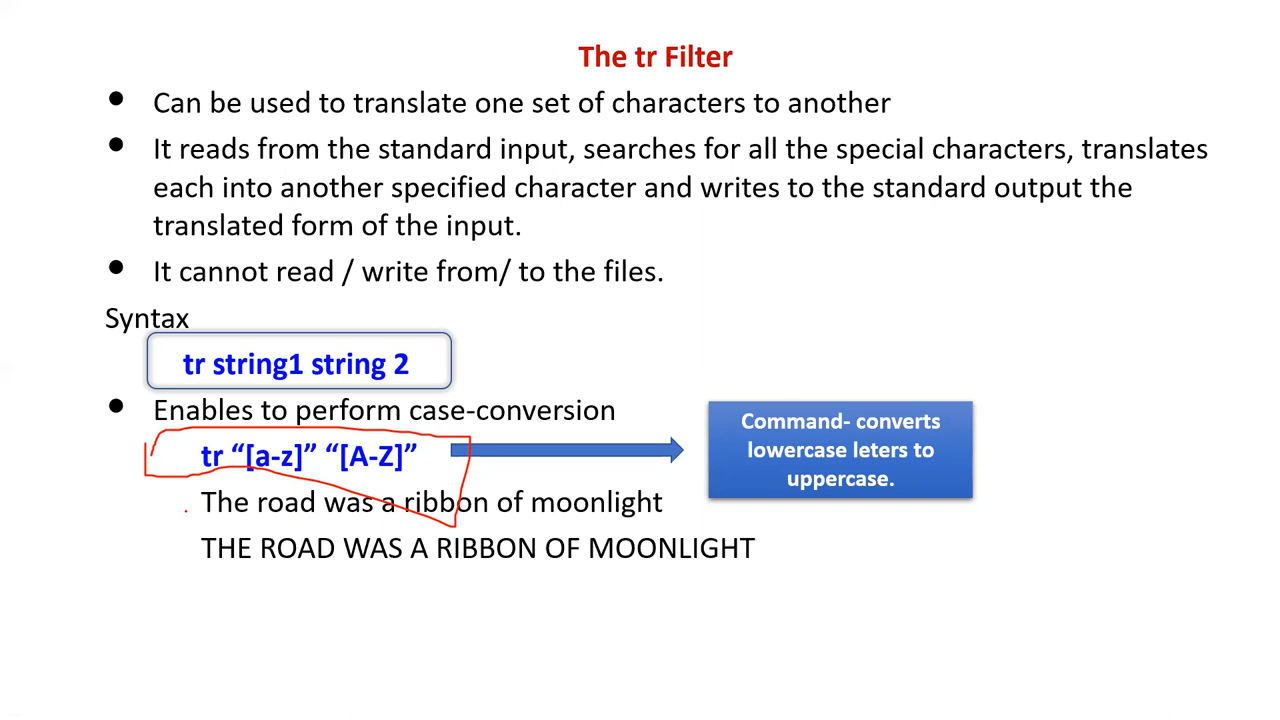 The tr Filter
• Can be used to translate one set of characters to another
• It reads from the standard input, searches for all the special characters, translates
each into another specified character and writes to the standard output the
translated form of the input.
• It cannot read / write from/ to the files.
Syntax
tr string1 string 2
• Enables to perform case-conversion
tr “[a-z]” “[A-Z]”
Command- converts
lowercase leters to
uppercase.
The road was a ribbon of moonlight
THE ROAD WAS A RIBBON OF MOONLIGHT